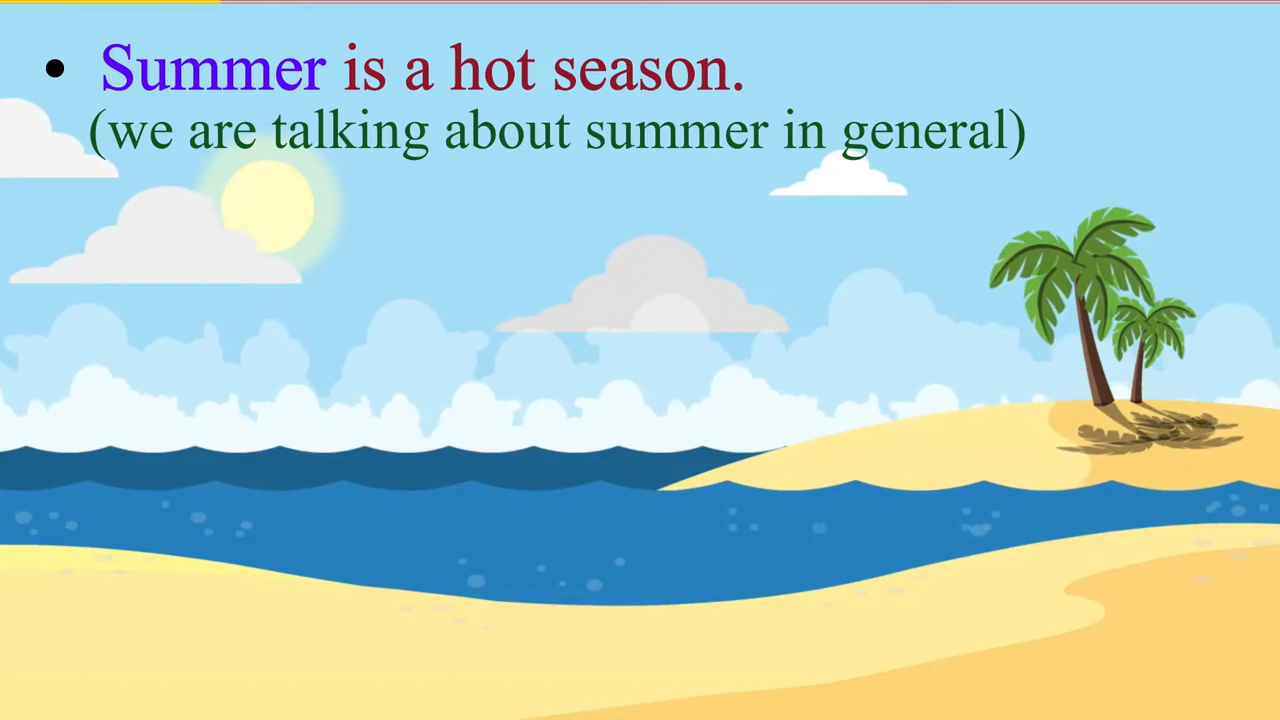 • Summer is a hot season.
(we are talking about summer in general)